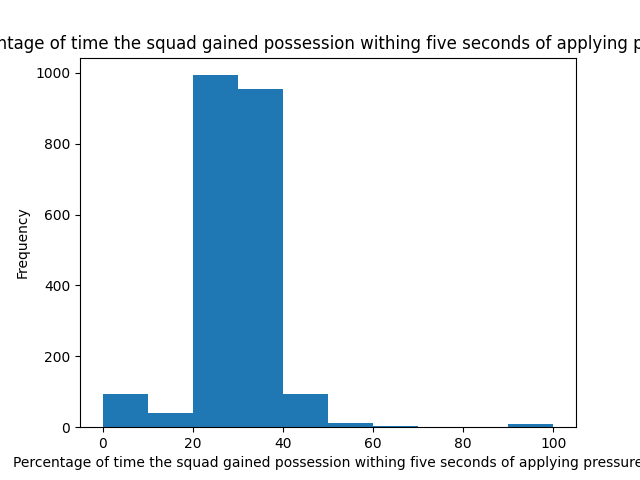 of time the squad gained possession withing five seconds of applying
1000
800
600
400
200
0
Frequency
0 20 40 60 80 100
Percentage of time the squad gained possession withing five seconds of applying pressure